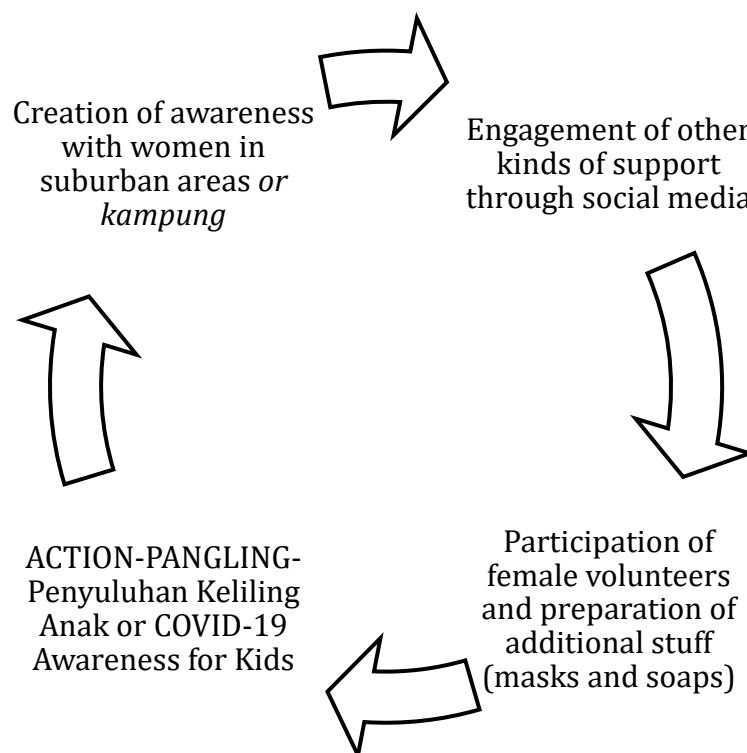 Creation of awareness
with women in
suburban areas or
kampung
Engagement of other
kinds of support
through social media
Participation of
female volunteers
and preparation of
additional stuff
(masks and soaps)
ACTION-PANGLING-
Penyuluhan Keliling
Anak or COVID-19
Awareness for Kids